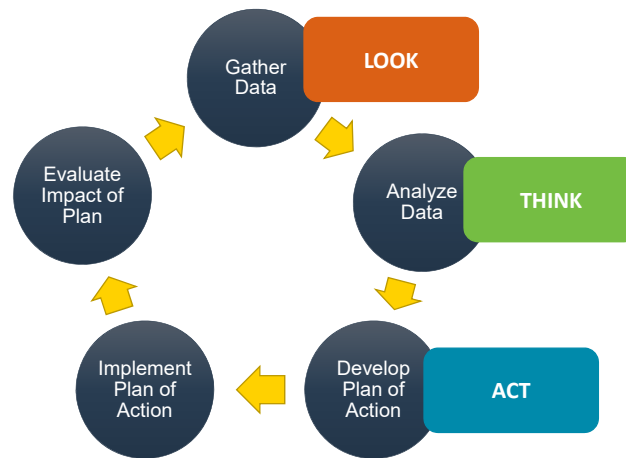 Gather
Data
LOOK
Analyze
Data
THINK
Develop
Plan of
Action
ACT
Implement
Plan of
Action
Evaluate
Impact of
Plan